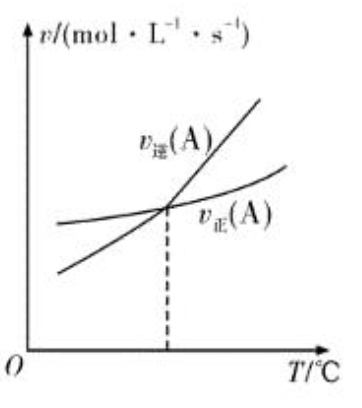 v/(mol · L⁻¹ · s⁻¹)
v逆(A)
v正(A)
O
T/℃